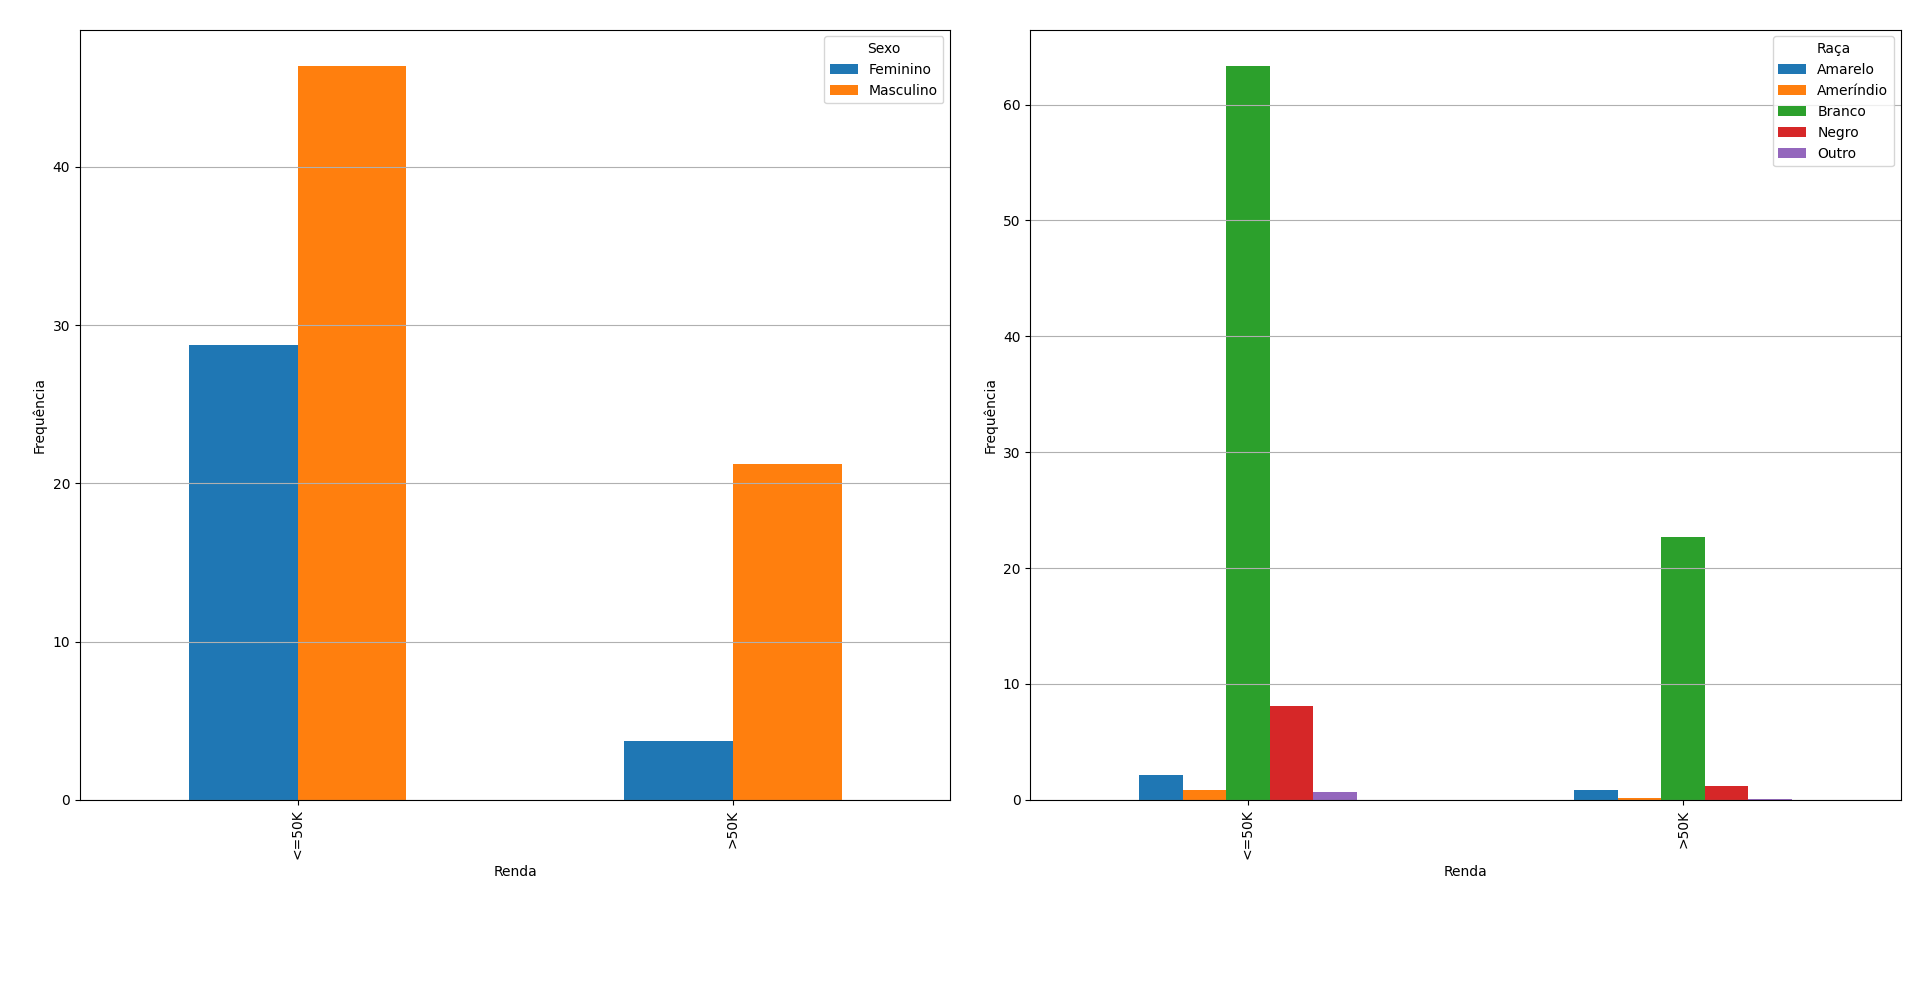 Sexo
Feminino
Masculino
40
30
20
10
0
Frequência
<=50K
>50K
Renda
Raça
Amarelo
Ameríndio
Branco
Negro
Outro
60
50
40
30
20
10
0
Frequência
<=50K
>50K
Renda